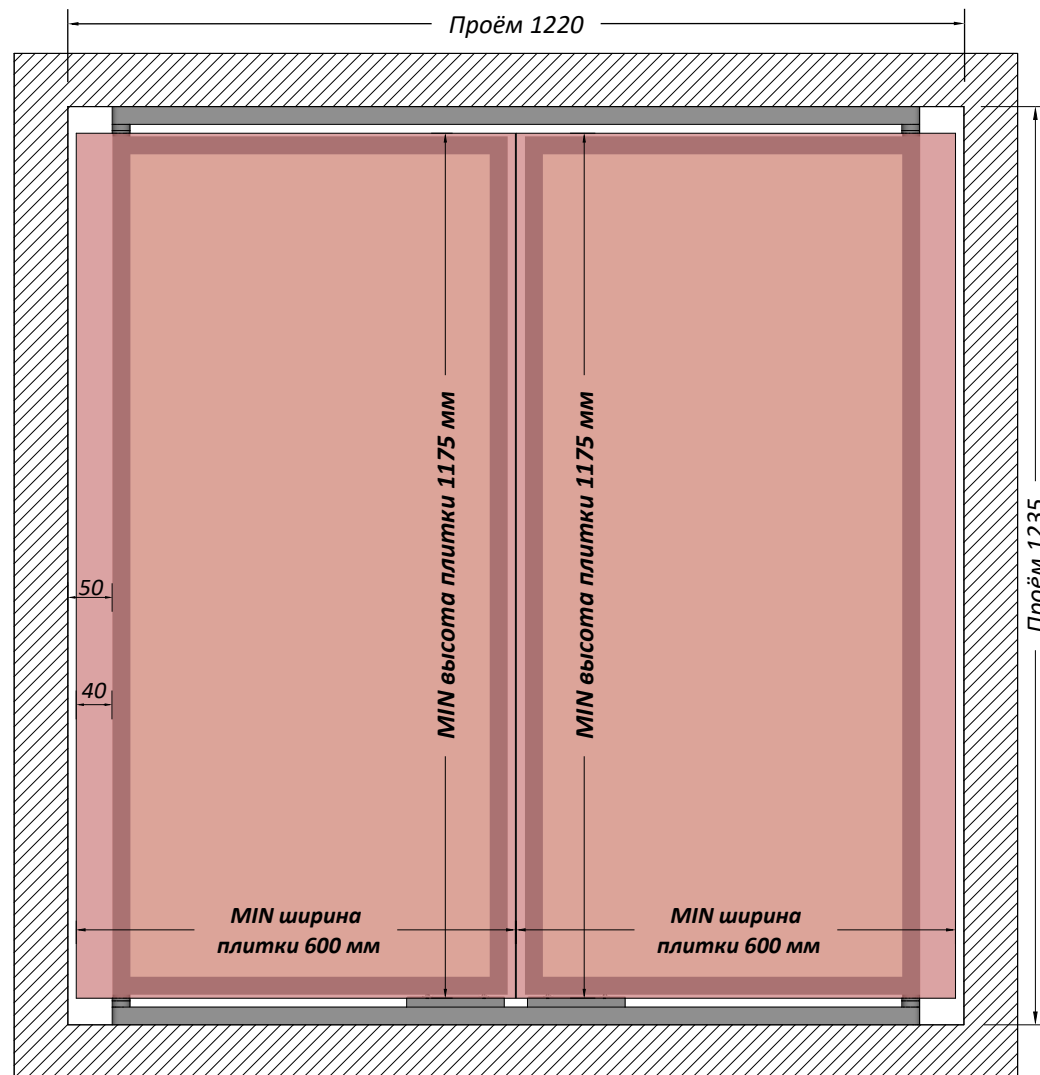 Проём 1220
MIN высота плитки 1175 мм
MIN высота плитки 1175 мм
Проём 1235
50
40
MIN ширина
плитки 600 мм
MIN ширина
плитки 600 мм